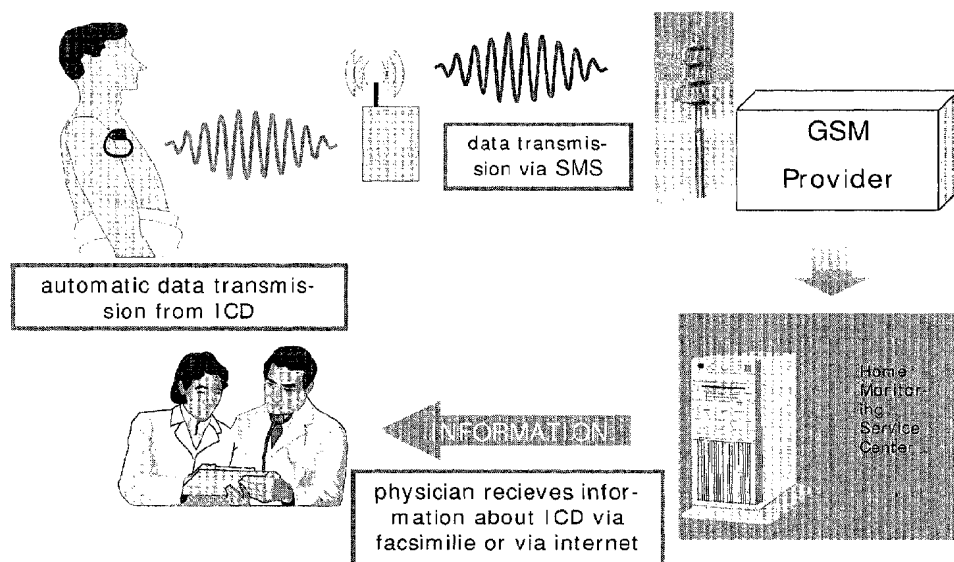 data transmis-
sion via SMS
GSM
Provider
automatic data transmis-
sion from ICD
Home
Monitor-
ing
Service
Center
INFORMATION
physician recieves infor-
mation about ICD via
facsimilie or via internet